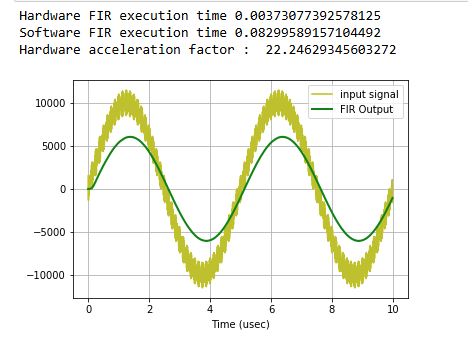 Hardware FIR execution time 0.00373077392578125
Software FIR execution time 0.08299589157104492
Hardware acceleration factor :  22.24629345603272
input signal
FIR Output
10000
5000
0
−5000
−10000
0 2 4 6 8 10
Time (usec)